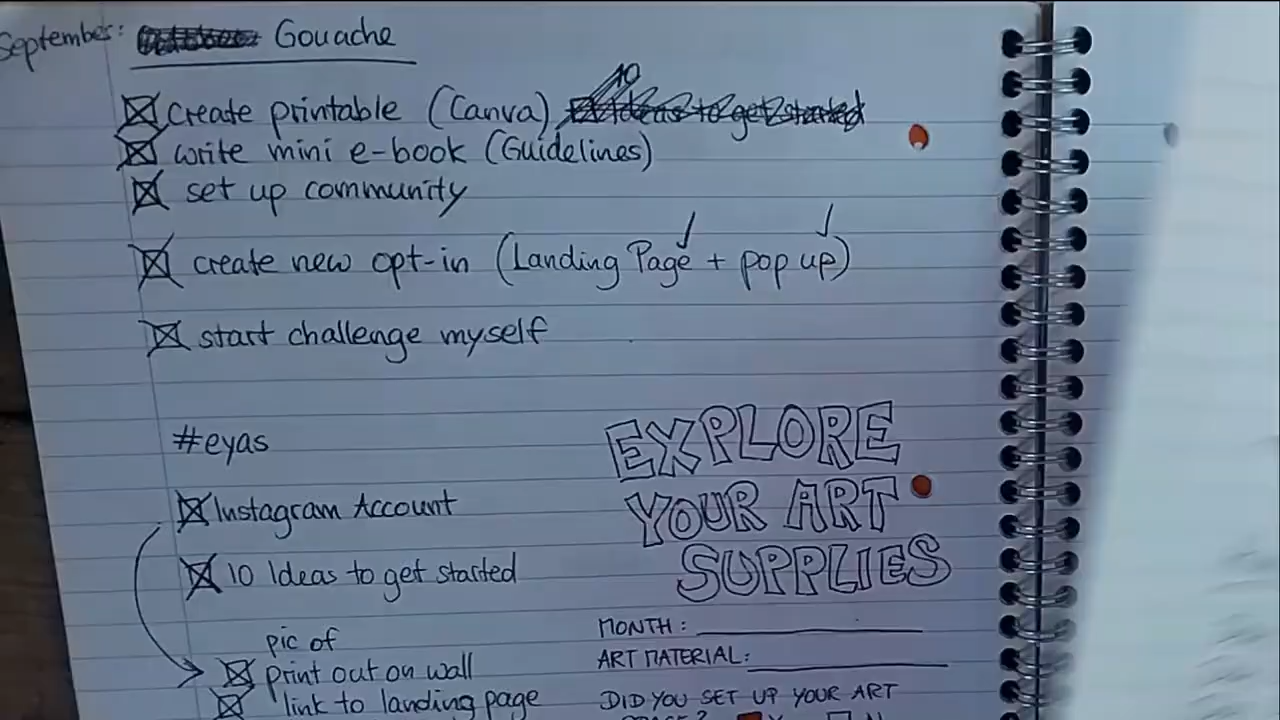 September: Gouache
create printable (Canva)
write mini e-book (Guidelines)
set up community
create new opt-in (Landing Page + pop up)
start challenge myself
#eyas
Instagram Account
10 Ideas to get started
pic of
print out on wall
link to landing page
EXPLORE
YOUR ART
SUPPLIES
MONTH:
ART MATERIAL:
DID YOU SET UP YOUR ART